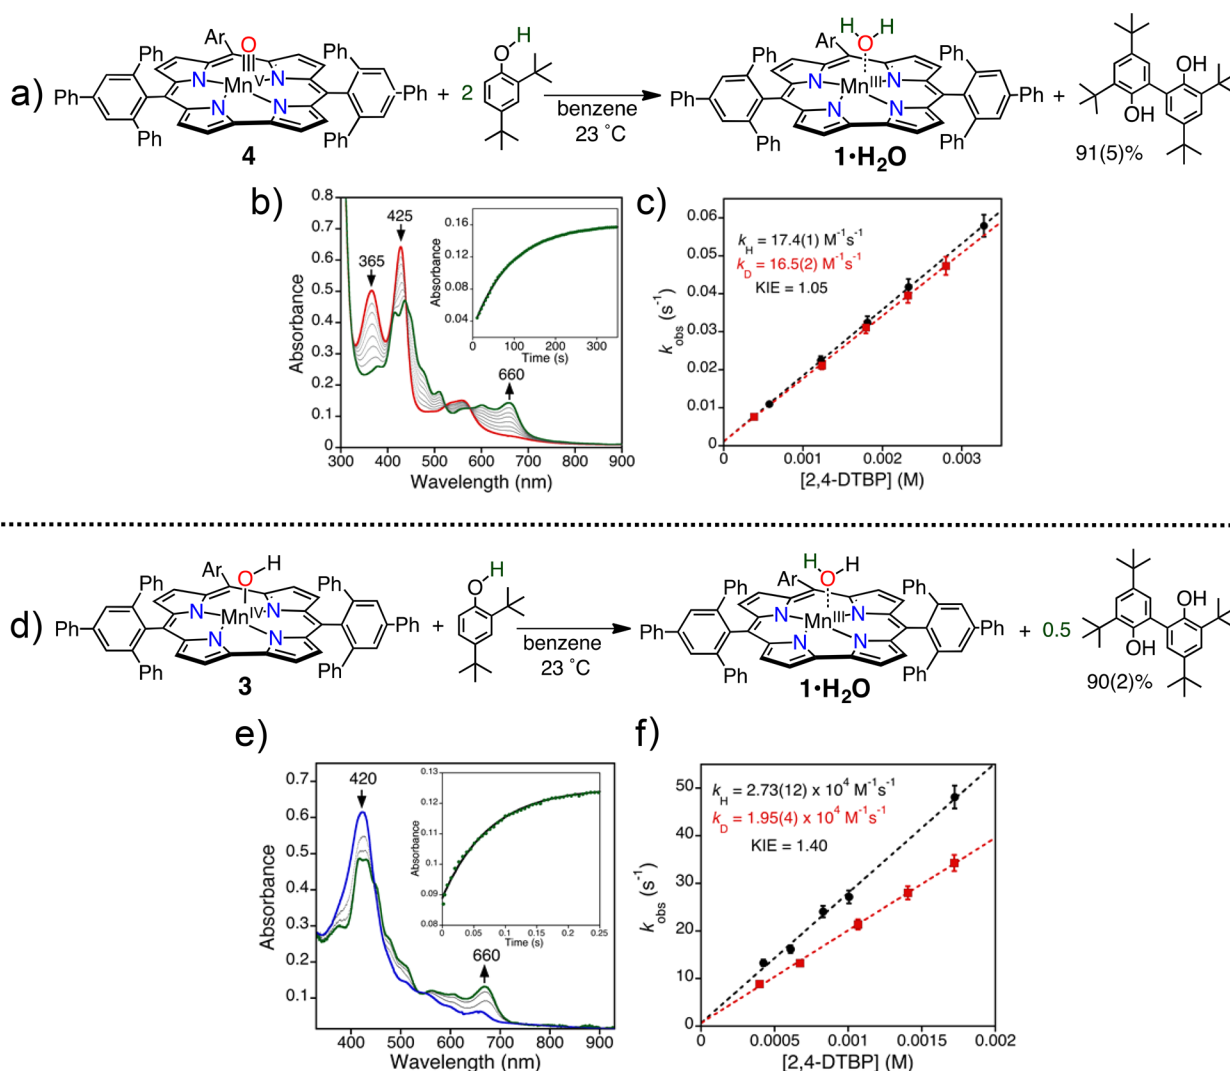 a)
Ar
O
Ph
Ph
Mn
V
N
N
N
N
Ph
Ph
Ph
Ph
4
+ 2
O
H
benzene
23 ˚C
H
H
O
Ar
Ph
Ph
Mn
III
N
N
N
N
Ph
Ph
Ph
Ph
1•H₂O
+
OH
OH
91(5)%
b)
0.8
0.7
0.6
0.5
0.4
0.3
0.2
0.1
0
Absorbance
365
425
660
300 400 500 600 700 800 900
Wavelength (nm)
0.16
0.12
0.08
0.04
Absorbance
0 100 200 300
Time (s)
c)
0.06
0.05
0.04
0.03
0.02
0.01
0
k_obs (s⁻¹)
k_H = 17.4(1) M⁻¹s⁻¹
k_D = 16.5(2) M⁻¹s⁻¹
KIE = 1.05
0 0.001 0.002 0.003
[2,4-DTBP] (M)
d)
Ar
O
H
Ph
Ph
Mn
IV
N
N
N
N
Ph
Ph
Ph
Ph
3
+
O
H
benzene
23 ˚C
H
H
O
Ar
Ph
Ph
Mn
III
N
N
N
N
Ph
Ph
Ph
Ph
1•H₂O
+ 0.5
OH
OH
90(2)%
e)
0.7
0.6
0.5
0.4
0.3
0.2
0.1
Absorbance
420
660
400 500 600 700 800 900
Wavelength (nm)
0.13
0.12
0.11
0.1
0.09
0.08
Absorbance
0 0.05 0.1 0.15 0.2 0.25
Time (s)
f)
50
40
30
20
10
0
k_obs (s⁻¹)
k_H = 2.73(12) x 10⁴ M⁻¹s⁻¹
k_D = 1.95(4) x 10⁴ M⁻¹s⁻¹
KIE = 1.40
0 0.0005 0.001 0.0015 0.002
[2,4-DTBP] (M)